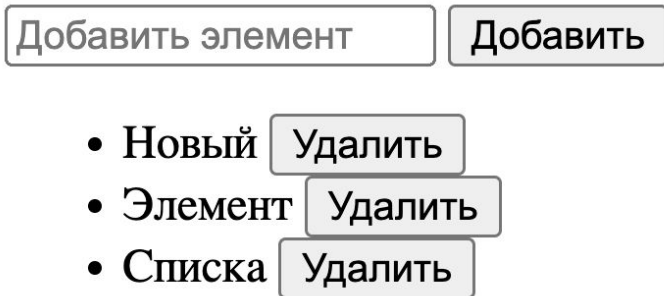 Добавить элемент Добавить
• Новый Удалить
• Элемент Удалить
• Списка Удалить